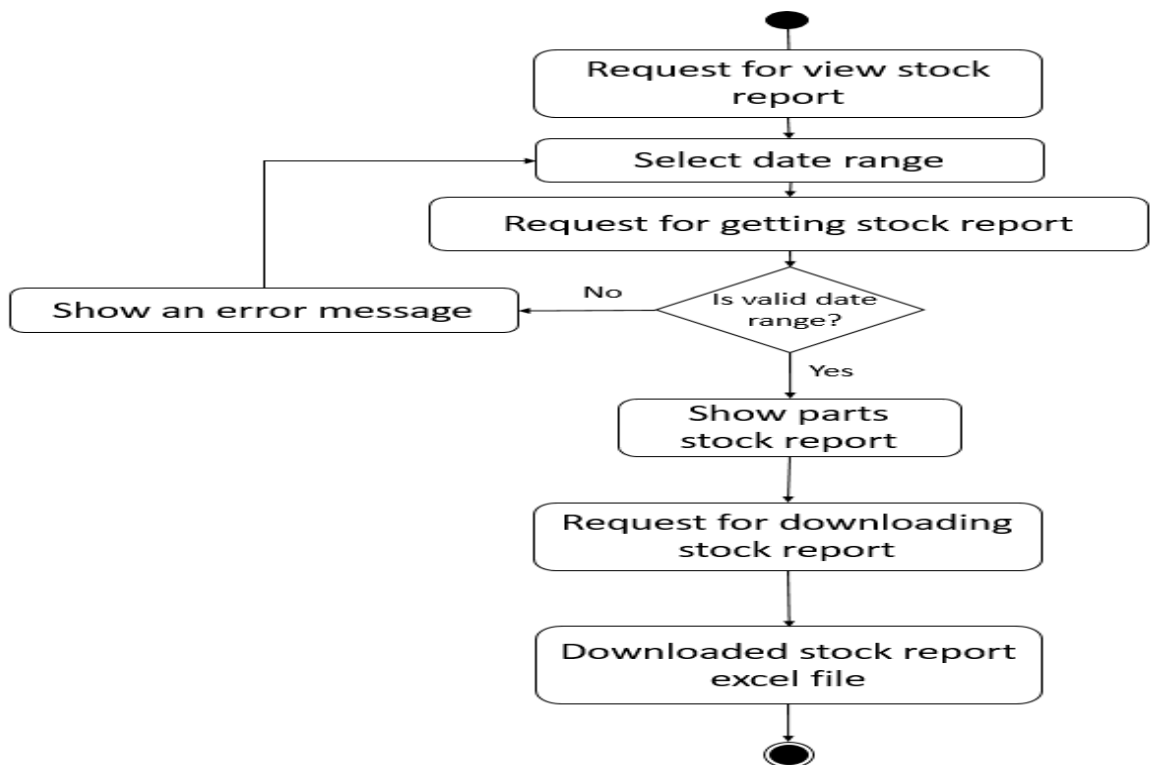 Request for view stock
report
Select date range
Request for getting stock report
Is valid date
range?
No
Show an error message
Yes
Show parts
stock report
Request for downloading
stock report
Downloaded stock report
excel file